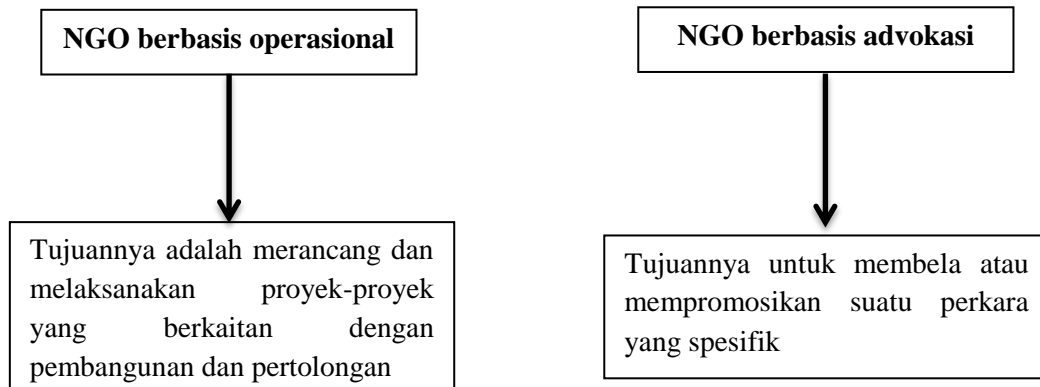 NGO berbasis operasional
NGO berbasis advokasi
Tujuannya adalah merancang dan
melaksanakan proyek-proyek
yang berkaitan dengan
pembangunan dan pertolongan
Tujuannya untuk membela atau
mempromosikan suatu perkara
yang spesifik